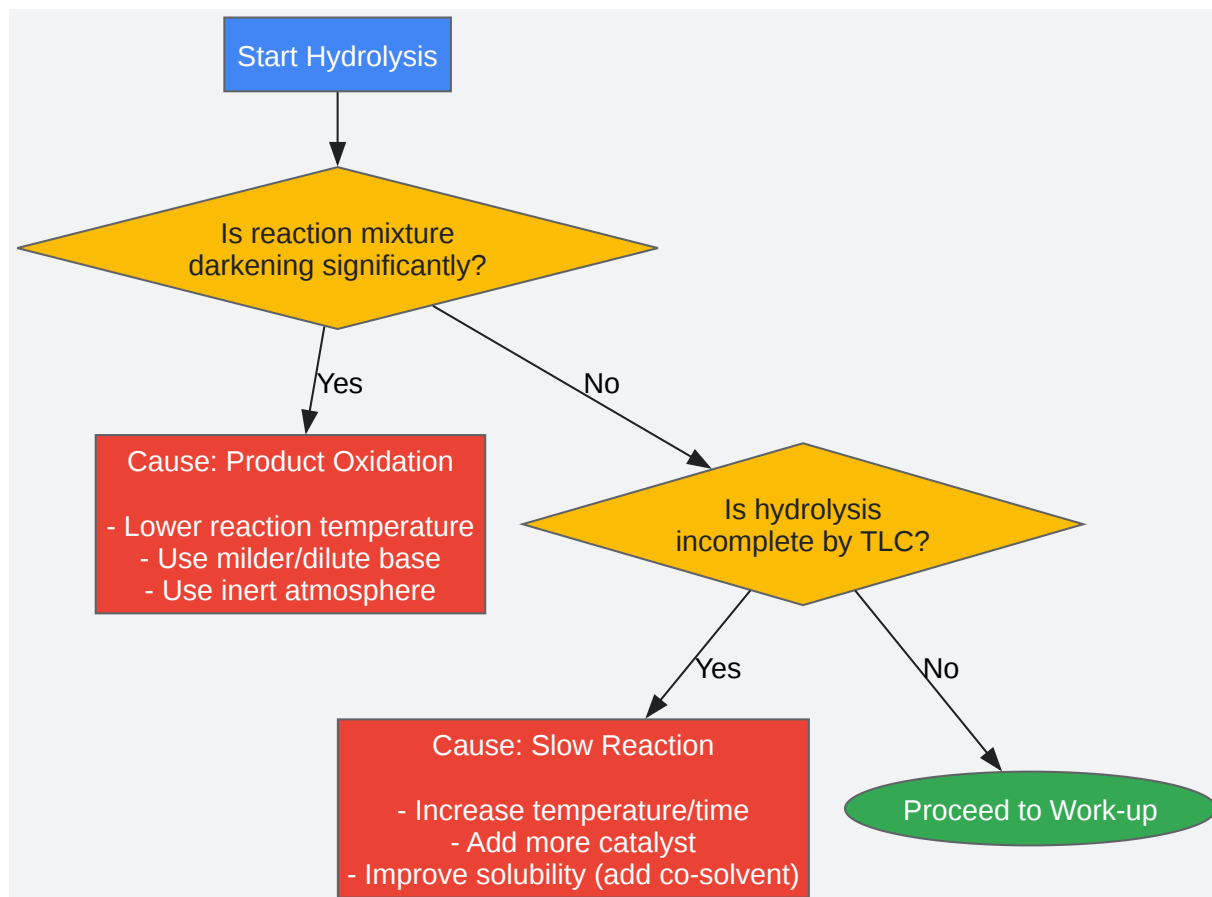 Start Hydrolysis
Is reaction mixture
darkening significantly?
Yes
No
Cause: Product Oxidation
- Lower reaction temperature
- Use milder/dilute base
- Use inert atmosphere
Is hydrolysis
incomplete by TLC?
Yes
No
Cause: Slow Reaction
- Increase temperature/time
- Add more catalyst
- Improve solubility (add co-solvent)
Proceed to Work-up